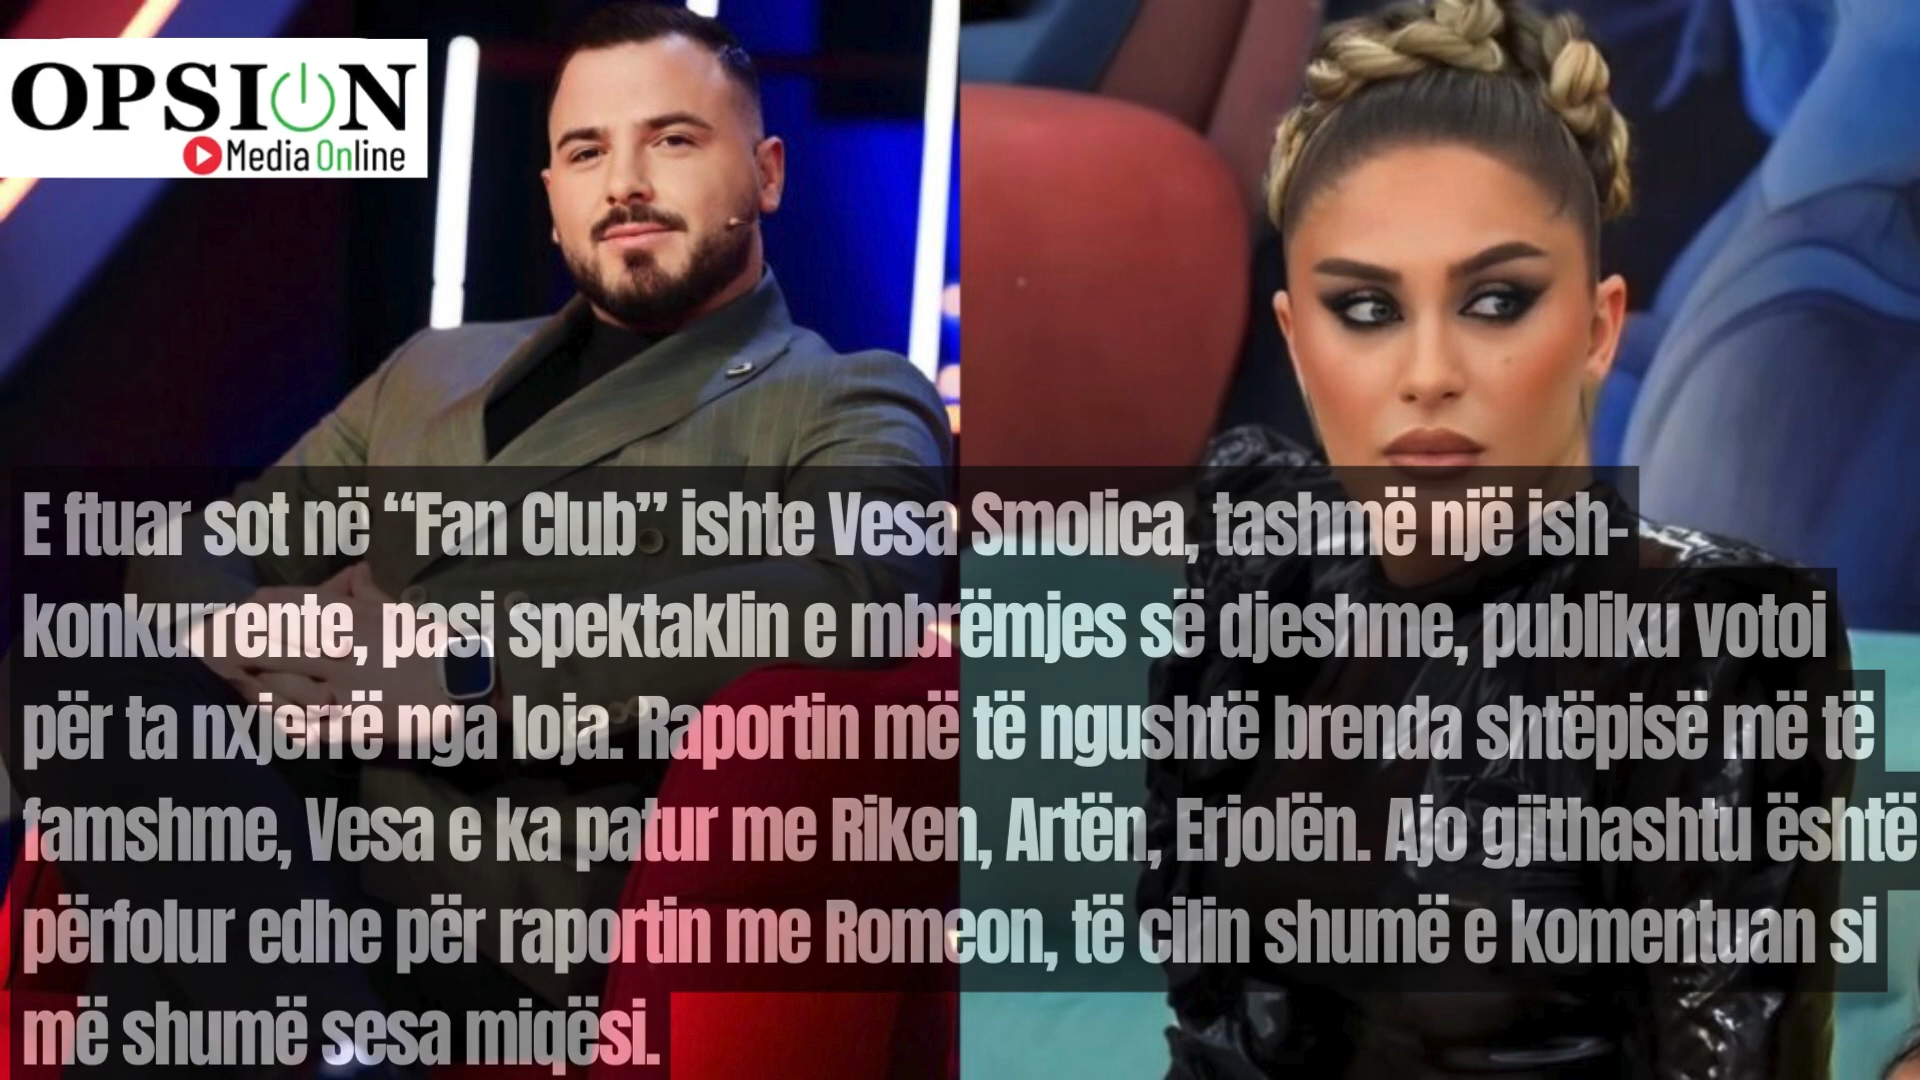 OPSION
Media Online
E ftuar sot në “Fan Club” ishte Vesa Smolica, tashmë një ish-
konkurrente, pasi spektaklin e mbrëmjes së djeshme, publiku votoi
për ta nxjerrë nga loja. Raportin më të ngushtë brenda shtëpisë më të
famshme, Vesa e ka patur me Riken, Artën, Erjolën. Ajo gjithashtu është
përfolur edhe për raportin me Romeon, të cilin shumë e komentuan si
më shumë sesa miqësi.